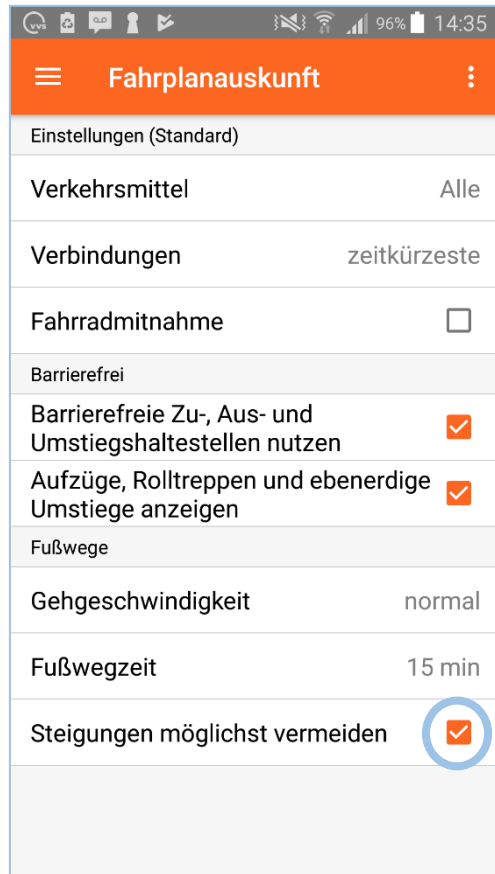 vvs 96% 14:35
Fahrplanauskunft
Einstellungen (Standard)
Verkehrsmittel Alle
Verbindungen zeitkürzeste
Fahrradmitnahme
Barrierefrei
Barrierefreie Zu-, Aus- und
Umstiegshaltestellen nutzen
Aufzüge, Rolltreppen und ebenerdige
Umstiege anzeigen
Fußwege
Gehgeschwindigkeit normal
Fußwegzeit 15 min
Steigungen möglichst vermeiden